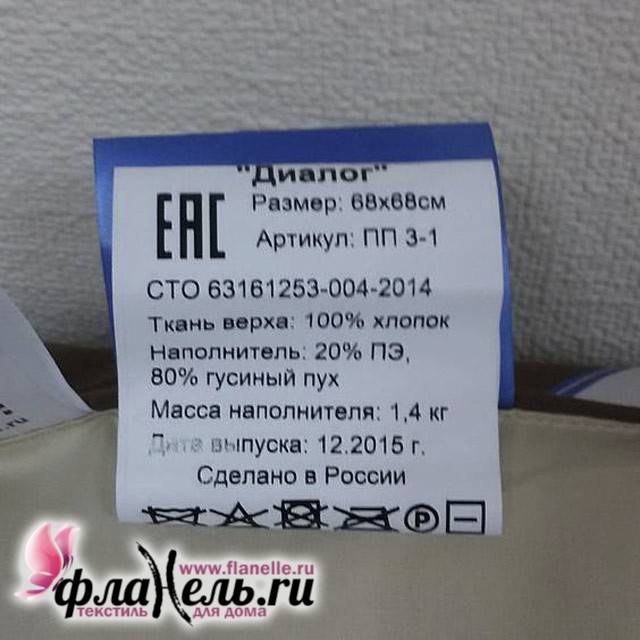 "Диалог"
ЕАС Размер: 68х68см
Артикул: ПП 3-1
СТО 63161253-004-2014
Ткань верха: 100% хлопок
Наполнитель: 20% ПЭ,
80% гусиный пух
Масса наполнителя: 1,4 кг
Дата выпуска: 12.2015 г.
Сделано в России
P
.ru
www.flanelle.ru
флаНель.ru
текстиль для дома